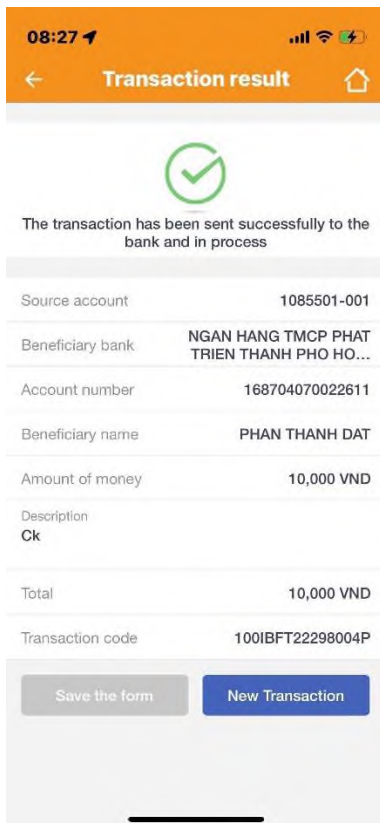 08:27
Transaction result
The transaction has been sent successfully to the
bank and in process
Source account 1085501-001
Beneficiary bank NGAN HANG TMCP PHAT
TRIEN THANH PHO HO...
Account number 168704070022611
Beneficiary name PHAN THANH DAT
Amount of money 10,000 VND
Description
Ck
Total 10,000 VND
Transaction code 100IBFT22298004P
Save the form New Transaction